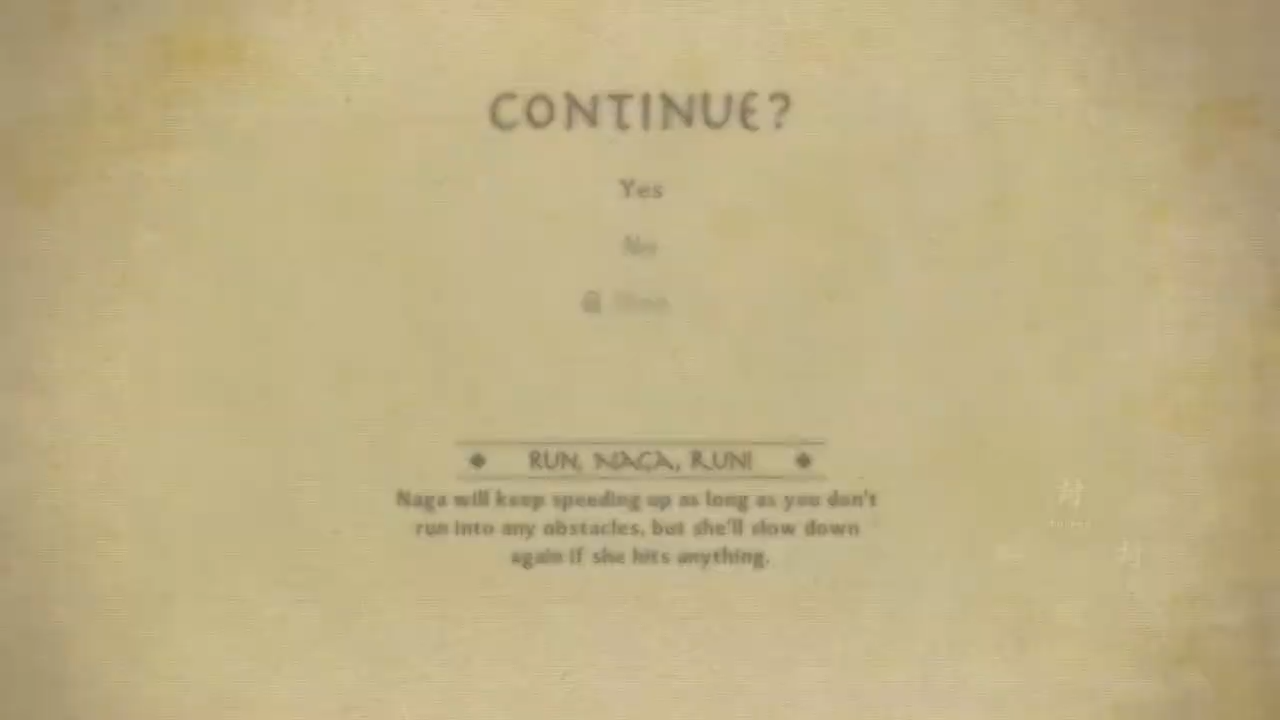 CONTINUE?
Yes
No
RUN, NAGA, RUN!
Naga will keep speeding up as long as you don't
run into any obstacles, but she'll slow down
again if she hits anything.
封